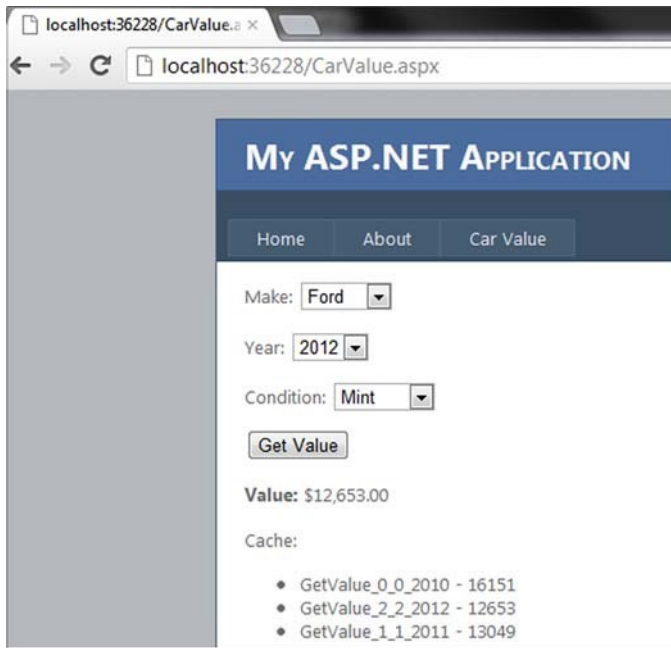 localhost:36228/CarValue.a
localhost:36228/CarValue.aspx
MY ASP.NET APPLICATION
Home About Car Value
Make: Ford
Year: 2012
Condition: Mint
Get Value
Value: $12,653.00
Cache:
• GetValue_0_0_2010 - 16151
• GetValue_2_2_2012 - 12653
• GetValue_1_1_2011 - 13049